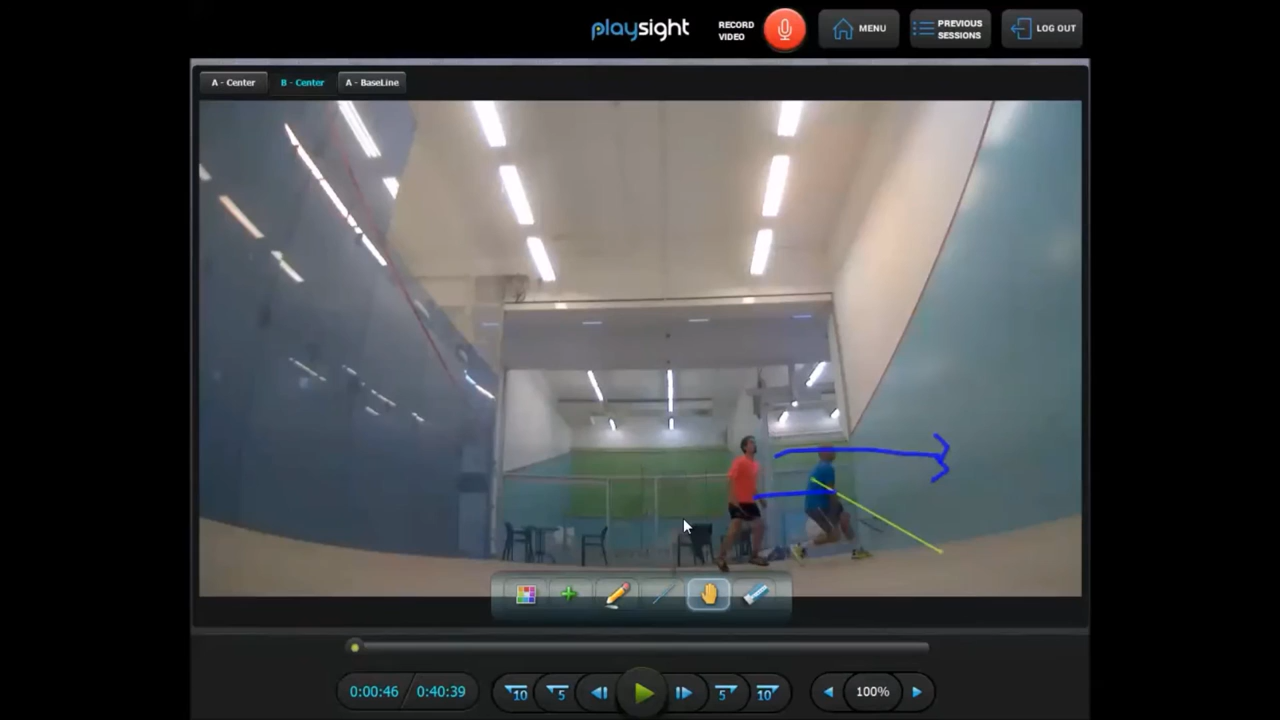 playsight
RECORD
VIDEO
MENU
PREVIOUS
SESSIONS
LOG OUT
A - Center
B - Center
A - BaseLine
0:00:46
0:40:39
10
5
5
10
100%